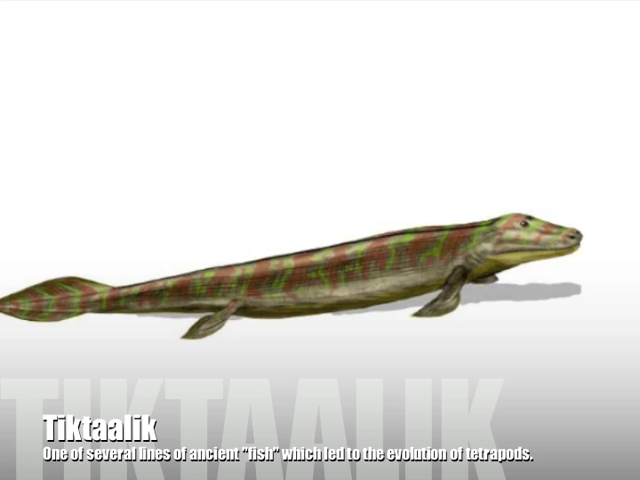 TIKTAALIK
Tiktaalik
One of several lines of ancient "fish" which led to the evolution of tetrapods.